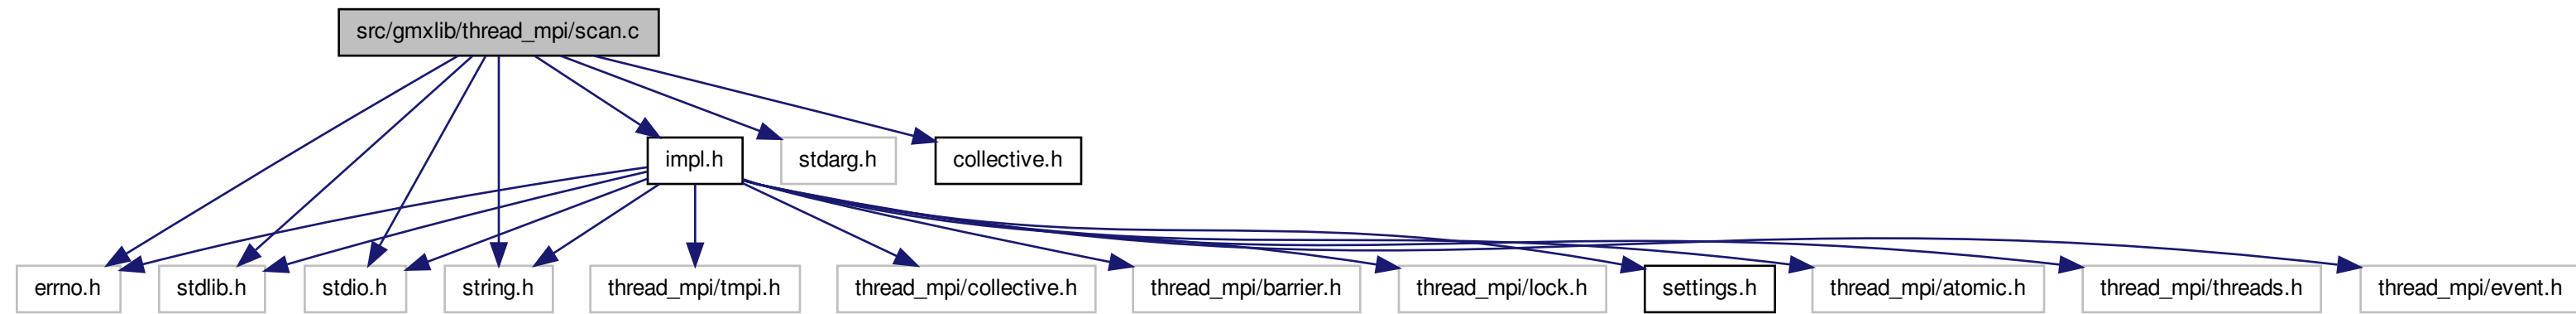 src/gmxlib/thread_mpi/scan.c
impl.h
stdarg.h
collective.h
errno.h
stdlib.h
stdio.h
string.h
thread_mpi/tmpi.h
thread_mpi/collective.h
thread_mpi/barrier.h
thread_mpi/lock.h
settings.h
thread_mpi/atomic.h
thread_mpi/threads.h
thread_mpi/event.h